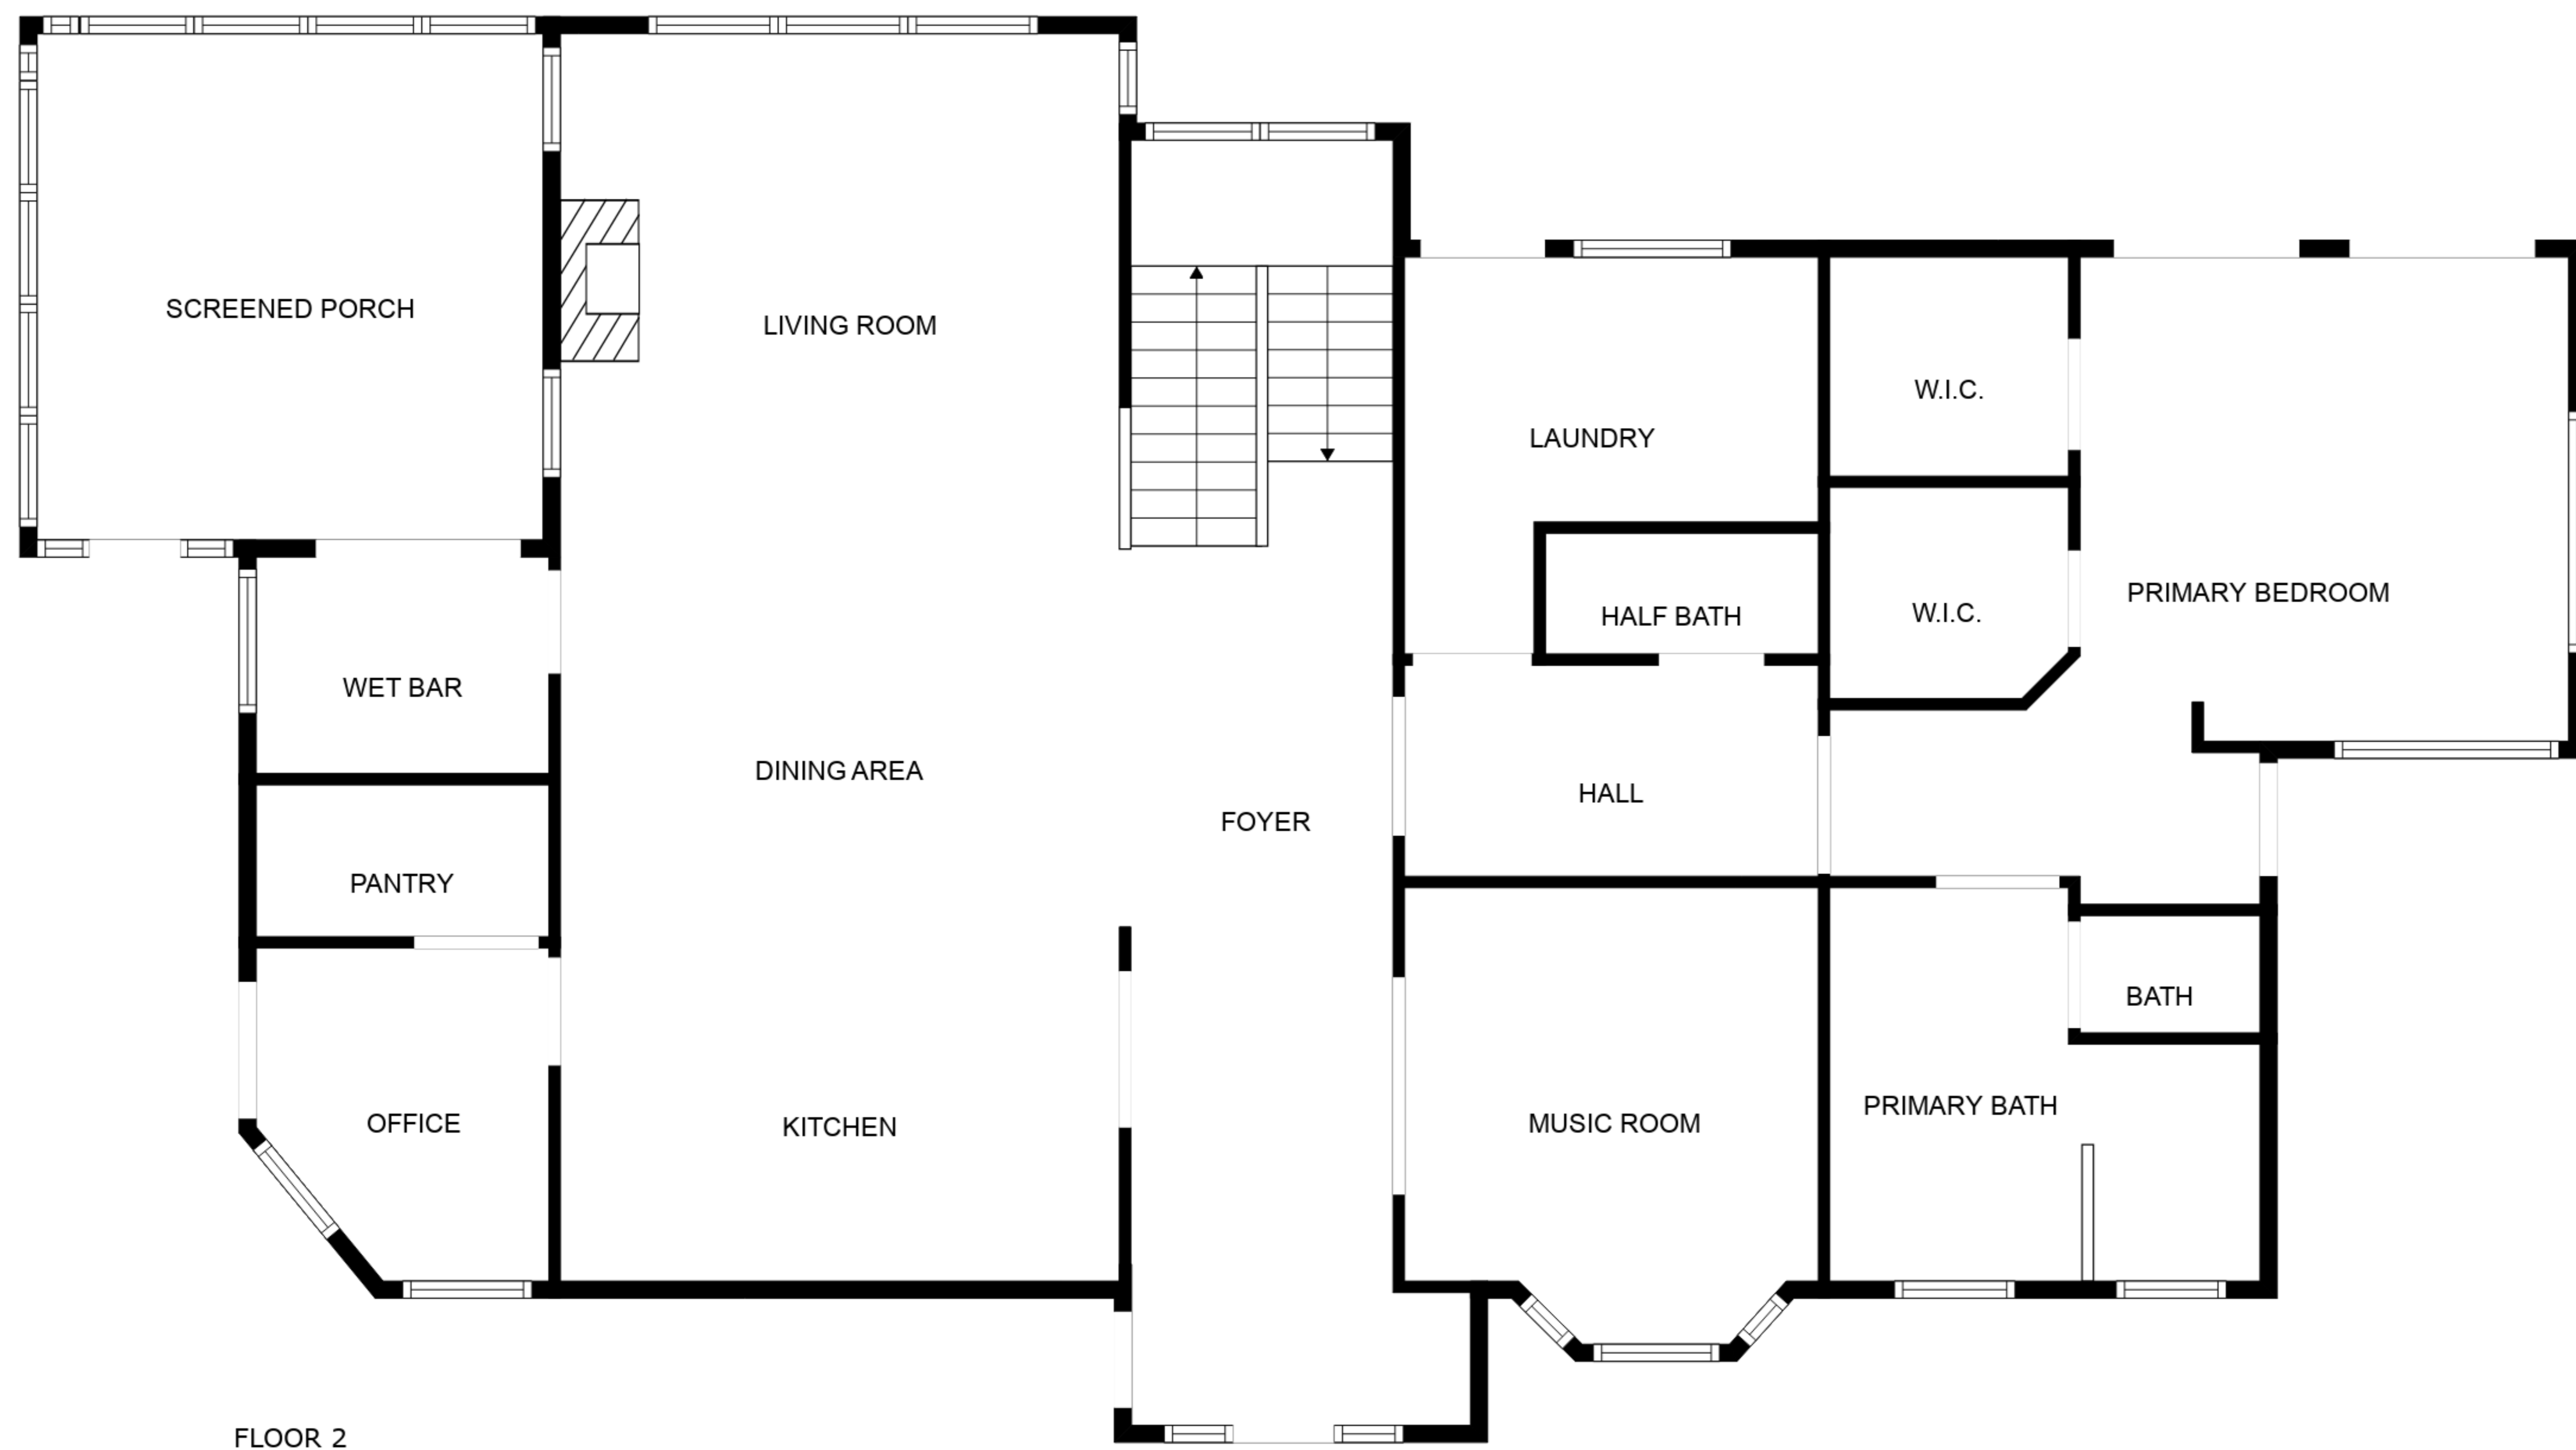 SCREENED PORCH
LIVING ROOM
W.I.C.
LAUNDRY
PRIMARY BEDROOM
W.I.C.
HALF BATH
WET BAR
DINING AREA
HALL
FOYER
PANTRY
BATH
PRIMARY BATH
OFFICE
MUSIC ROOM
KITCHEN
FLOOR 2